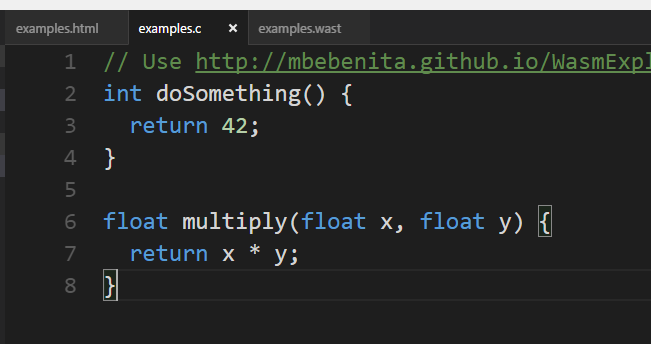 examples.html examples.c × examples.wast
1 // Use http://mbebenita.github.io/WasmExpl
2 int doSomething() {
3 return 42;
4 }
5
6 float multiply(float x, float y) {
7 return x * y;
8 }